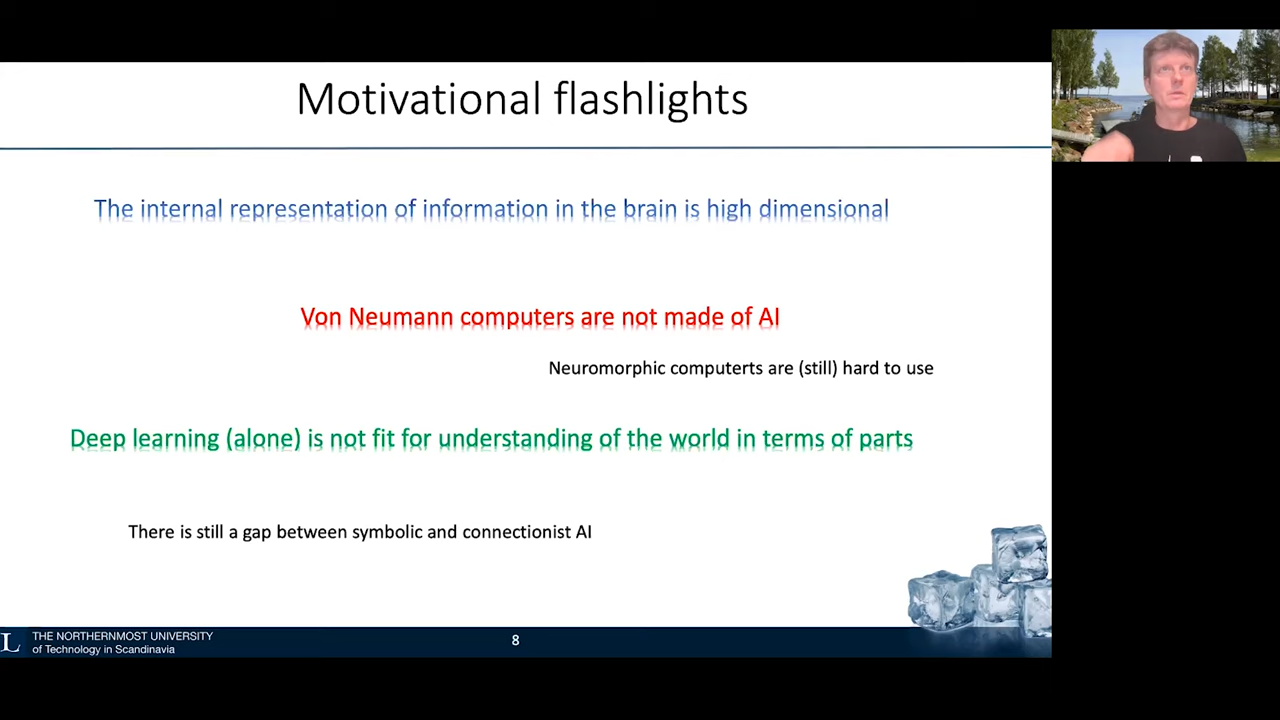 Motivational flashlights
The internal representation of information in the brain is high dimensional
Von Neumann computers are not made of AI
Neuromorphic computerts are (still) hard to use
Deep learning (alone) is not fit for understanding of the world in terms of parts
There is still a gap between symbolic and connectionist AI
L
THE NORTHERNMOST UNIVERSITY
of Technology in Scandinavia
8